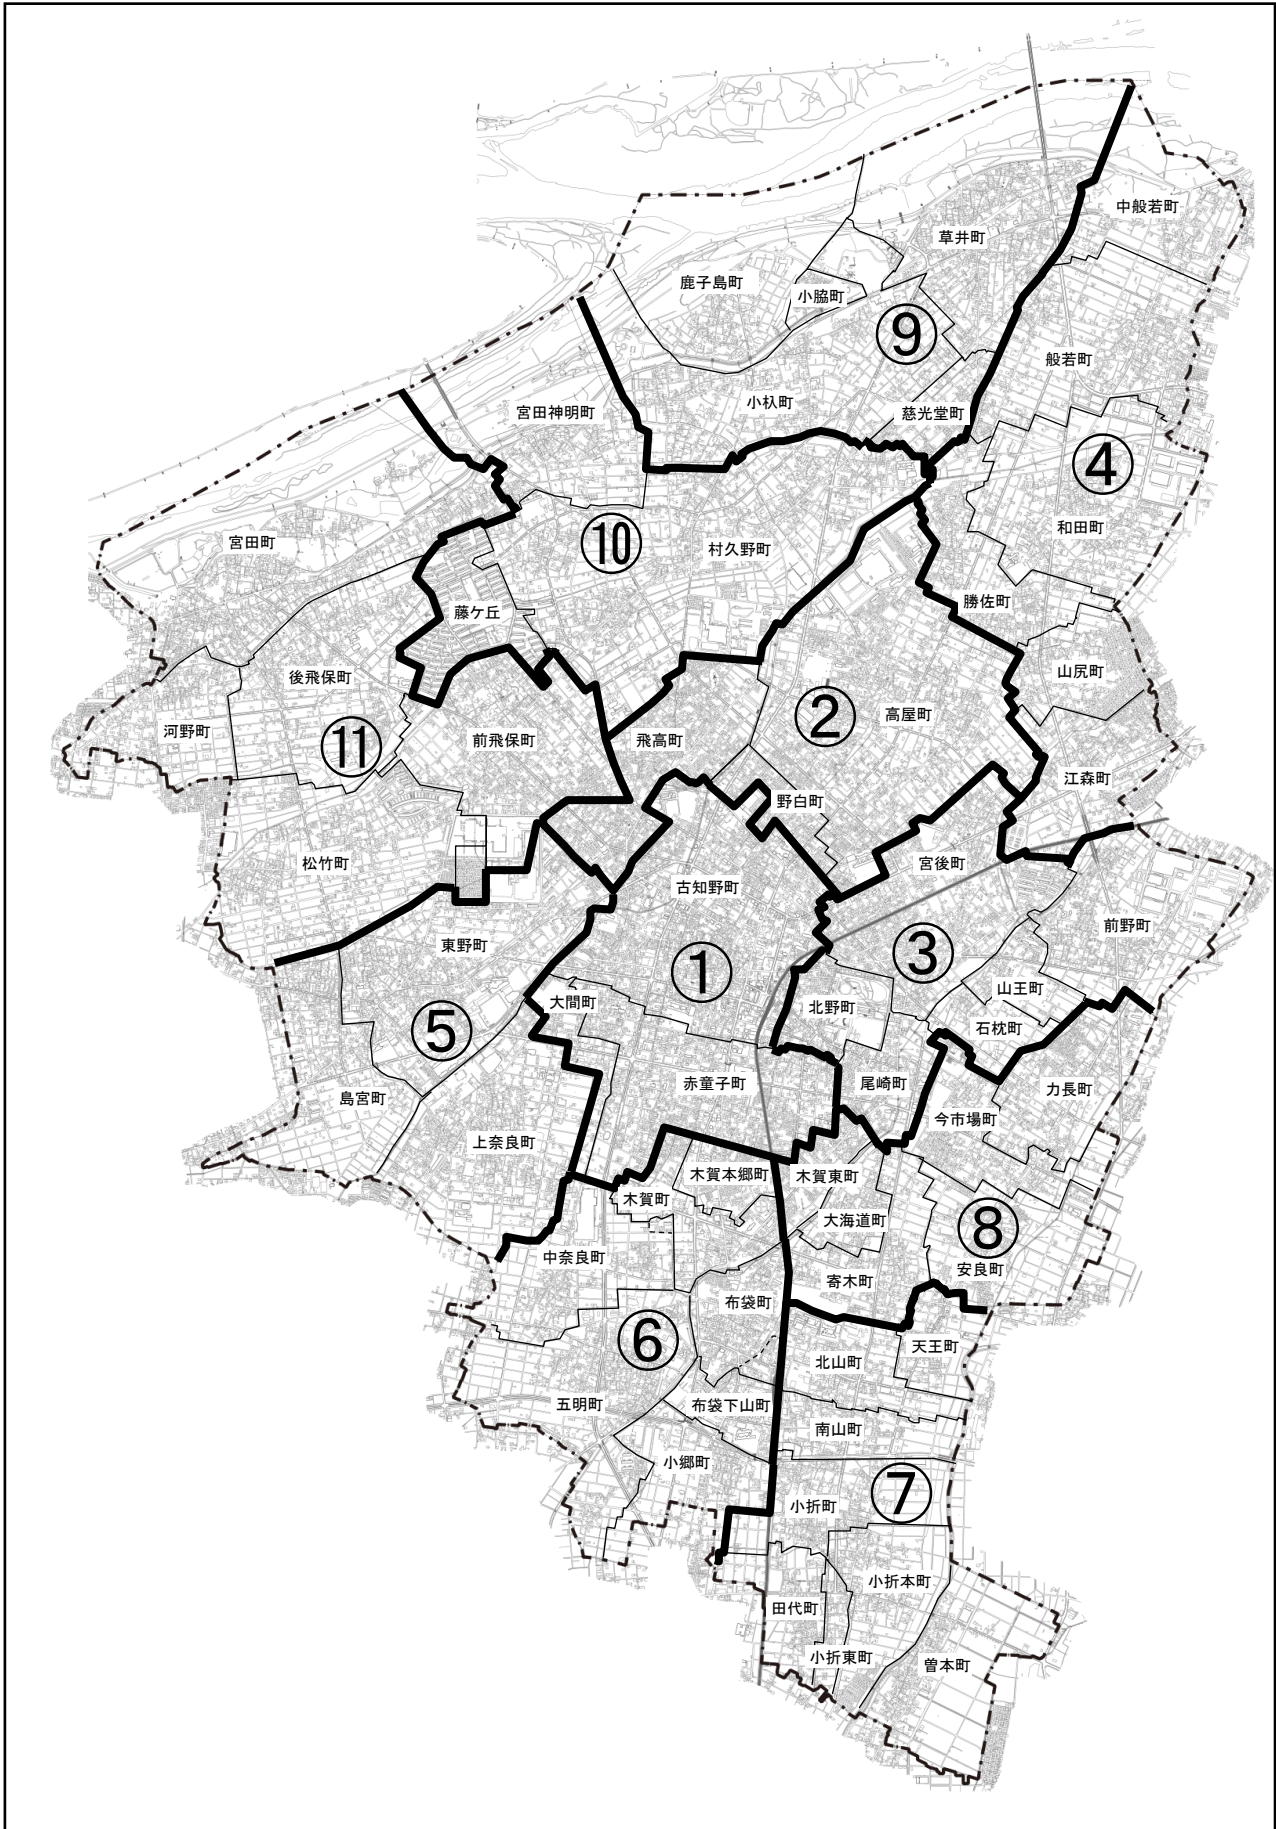 中般若町
草井町
鹿子島町
小脇町
⑨
般若町
小杁町
宮田神明町
慈光堂町
④
和田町
宮田町
⑩
村久野町
勝佐町
藤ケ丘
山尻町
後飛保町
②
高屋町
河野町
⑪
前飛保町
飛高町
江森町
野白町
松竹町
宮後町
古知野町
前野町
東野町
③
①
山王町
大間町
北野町
石枕町
⑤
赤童子町
尾崎町
力長町
島宮町
今市場町
上奈良町
木賀本郷町
木賀東町
木賀町
大海道町
⑧
中奈良町
安良町
寄木町
布袋町
⑥
天王町
北山町
五明町
布袋下山町
南山町
小郷町
⑦
小折町
小折本町
田代町
小折東町
曽本町